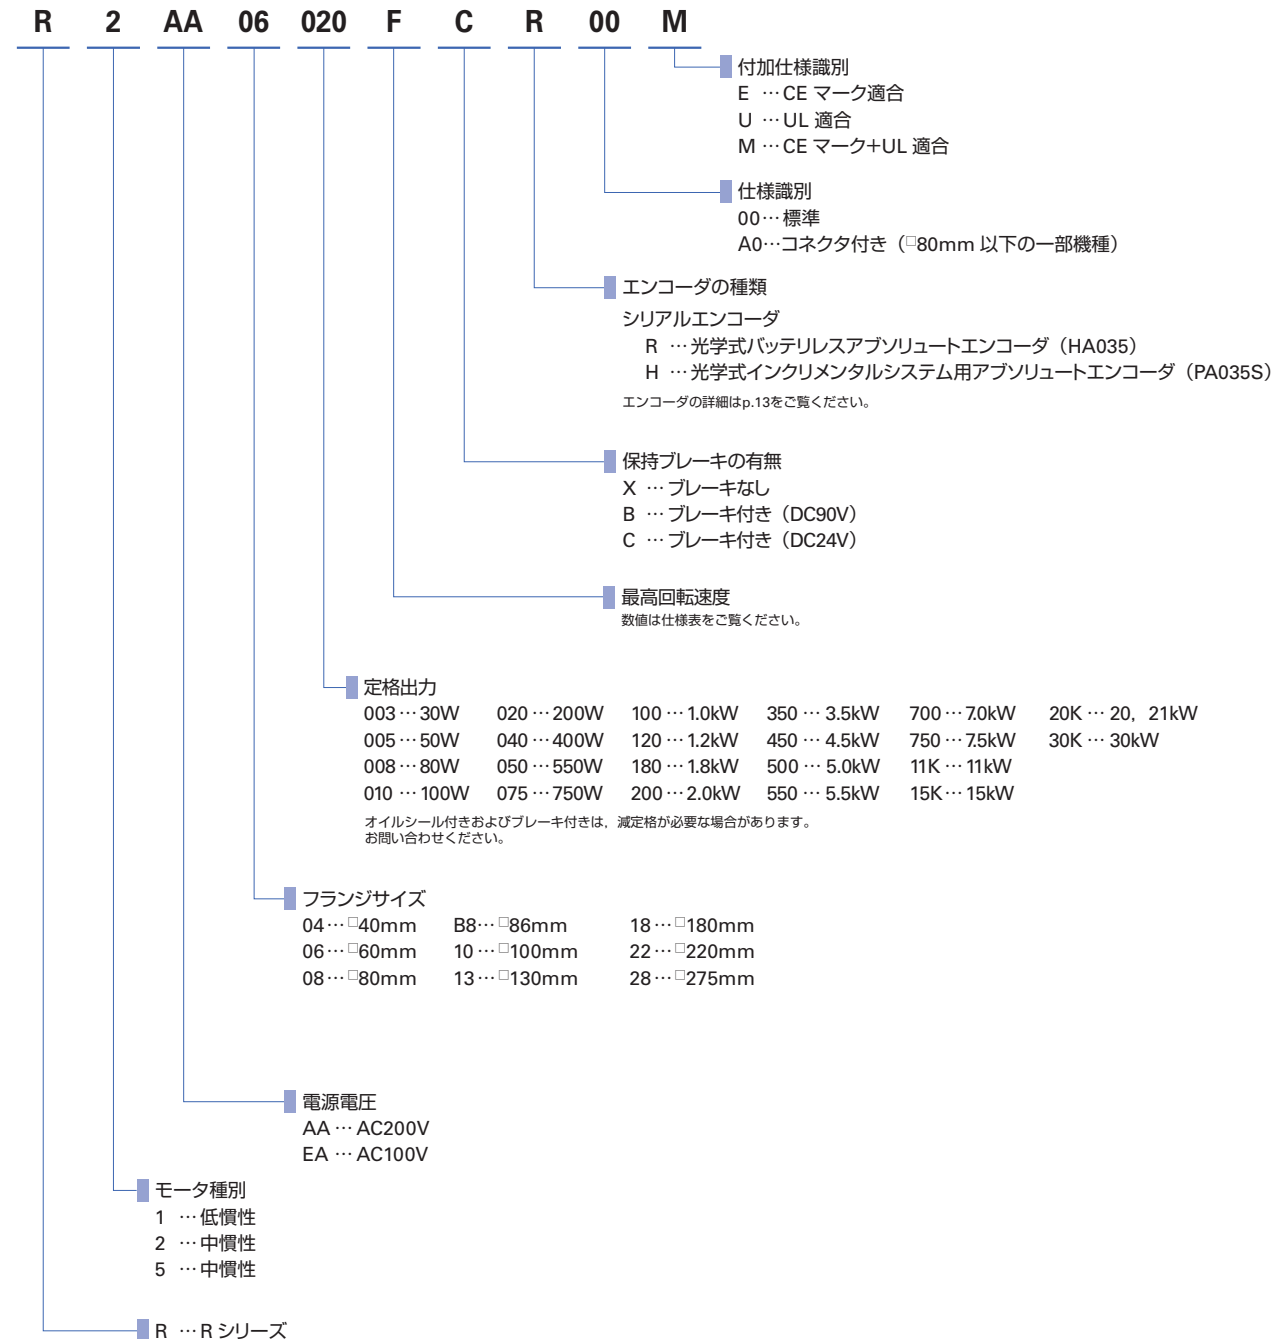 R 2 AA 06 020 F C R 00 M
付加仕様識別
E …CE マーク適合
U …UL 適合
M …CE マーク+UL 適合
仕様識別
00…標準
A0…コネクタ付き（□80mm 以下の一部機種）
エンコーダの種類
シリアルエンコーダ
R …光学式バッテリレスアブソリュートエンコーダ（HA035）
H …光学式インクリメンタルシステム用アブソリュートエンコーダ（PA035S）
エンコーダの詳細はp.13をご覧ください。
保持ブレーキの有無
X …ブレーキなし
B …ブレーキ付き（DC90V）
C …ブレーキ付き（DC24V）
最高回転速度
数値は仕様表をご覧ください。
定格出力
003…30W 020…200W 100…1.0kW 350…3.5kW 700…7.0kW 20K…20，21kW
005…50W 040…400W 120…1.2kW 450…4.5kW 750…7.5kW 30K…30kW
008…80W 050…550W 180…1.8kW 500…5.0kW 11K…11kW
010…100W 075…750W 200…2.0kW 550…5.5kW 15K…15kW
オイルシール付きおよびブレーキ付きは，減定格が必要な場合があります。
お問い合わせください。
フランジサイズ
04…□40mm B8…□86mm 18…□180mm
06…□60mm 10…□100mm 22…□220mm
08…□80mm 13…□130mm 28…□275mm
電源電圧
AA…AC200V
EA…AC100V
モータ種別
1 …低慣性
2 …中慣性
5 …中慣性
R …R シリーズ